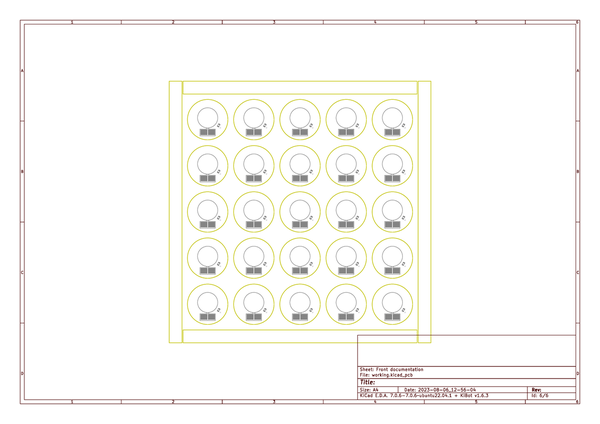 1 2 3 4 5 6
A A
B B
C C
Sheet: Front documentation
File: working.kicad_pcb
Title:
D D
Size: A4 Date: 2023-08-06_12-56-04 Rev:
KiCad E.D.A. 7.0.6-7.0.6~ubuntu22.04.1 + KiBot v1.6.3 Id: 6/6
1 2 3 4 5 6